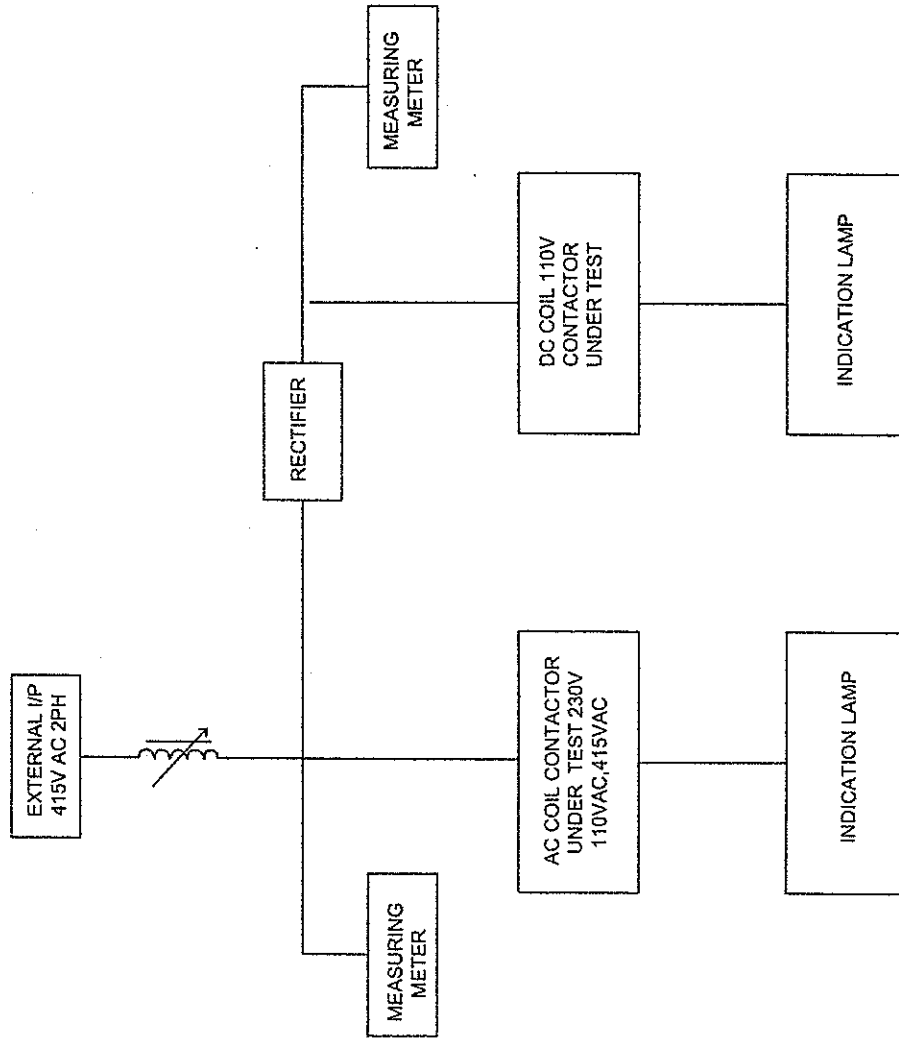 EXTERNAL I/P
415V AC 2PH
RECTIFIER
MEASURING
METER
MEASURING
METER
AC COIL CONTACTOR
UNDER TEST 230V
110VAC,415VAC
DC COIL 110V
CONTACTOR
UNDER TEST
INDICATION LAMP
INDICATION LAMP